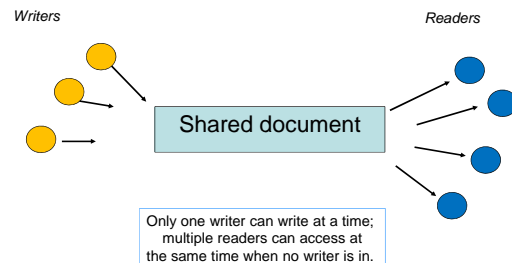 Writers
Readers
Shared document
Only one writer can write at a time;
multiple readers can access at
the same time when no writer is in.